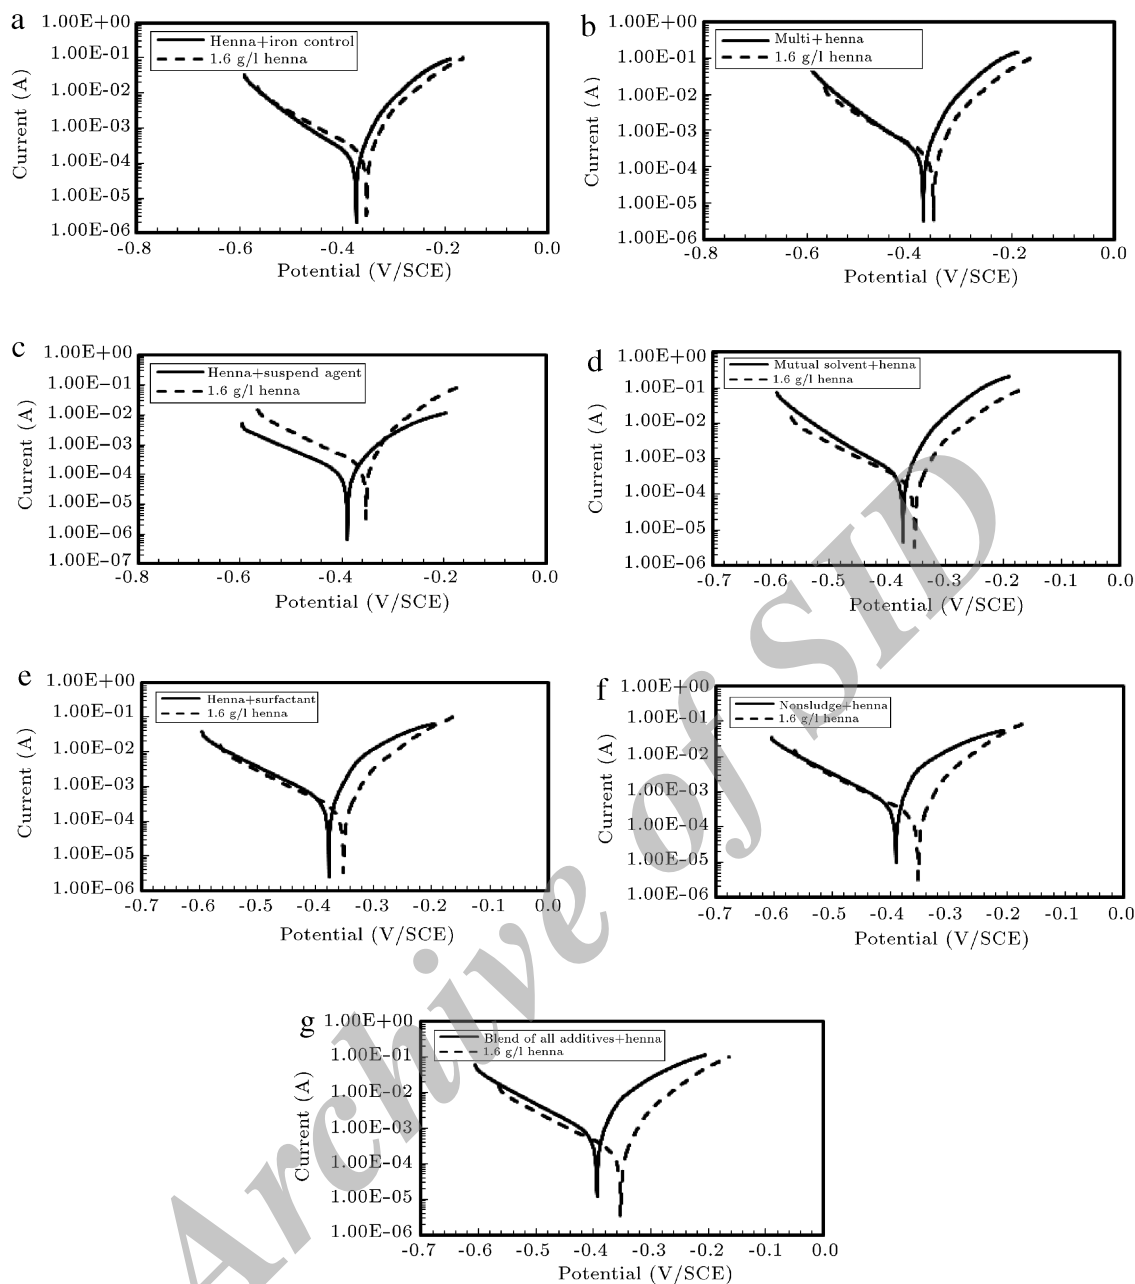 a
Henna+iron control
1.6 g/l henna
1.00E+00
1.00E-01
1.00E-02
1.00E-03
1.00E-04
1.00E-05
1.00E-06
Current (A)
-0.8 -0.6 -0.4 -0.2 0.0
Potential (V/SCE)
b
Multi+henna
1.6 g/l henna
1.00E+00
1.00E-01
1.00E-02
1.00E-03
1.00E-04
1.00E-05
1.00E-06
Current (A)
-0.8 -0.6 -0.4 -0.2 0.0
Potential (V/SCE)
c
Henna+suspend agent
1.6 g/l henna
1.00E+00
1.00E-01
1.00E-02
1.00E-03
1.00E-04
1.00E-05
1.00E-06
1.00E-07
Current (A)
-0.8 -0.6 -0.4 -0.2 0.0
Potential (V/SCE)
d
Mutual solvent+henna
1.6 g/l henna
1.00E+00
1.00E-01
1.00E-02
1.00E-03
1.00E-04
1.00E-05
1.00E-06
Current (A)
-0.7 -0.6 -0.5 -0.4 -0.3 -0.2 -0.1 0.0
Potential (V/SCE)
e
Henna+surfactant
1.6 g/l henna
1.00E+00
1.00E-01
1.00E-02
1.00E-03
1.00E-04
1.00E-05
1.00E-06
Current (A)
-0.7 -0.6 -0.5 -0.4 -0.3 -0.2 -0.1 0.0
Potential (V/SCE)
f
Nonsludge+henna
1.6 g/l henna
1.00E+00
1.00E-01
1.00E-02
1.00E-03
1.00E-04
1.00E-05
1.00E-06
Current (A)
-0.7 -0.6 -0.5 -0.4 -0.3 -0.2 -0.1 0.0
Potential (V/SCE)
g
Blend of all additives+henna
1.6 g/l henna
1.00E+00
1.00E-01
1.00E-02
1.00E-03
1.00E-04
1.00E-05
1.00E-06
Current (A)
-0.7 -0.6 -0.5 -0.4 -0.3 -0.2 -0.1 0.0
Potential (V/SCE)
Archive of SID